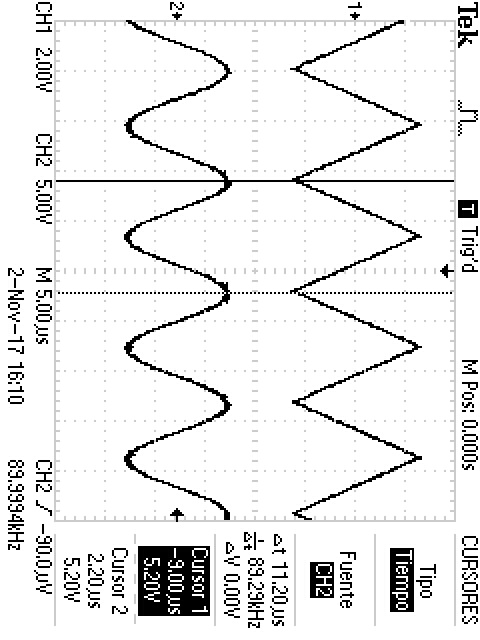 Tek T Trig'd M Pos: 0.000s CURSORES
Tipo
Tiempo
1
Fuente
CH2
Δt 11.20µs
1/Δt 89.29kHz
ΔV 0.00V
Cursor 1
2 -9.00µs
5.20V
Cursor 2
2.20µs
5.20V
CH1 2.00V CH2 5.00V M 5.00µs CH2 / -90.0µV
2-Nov-17 16:10 89.9994kHz